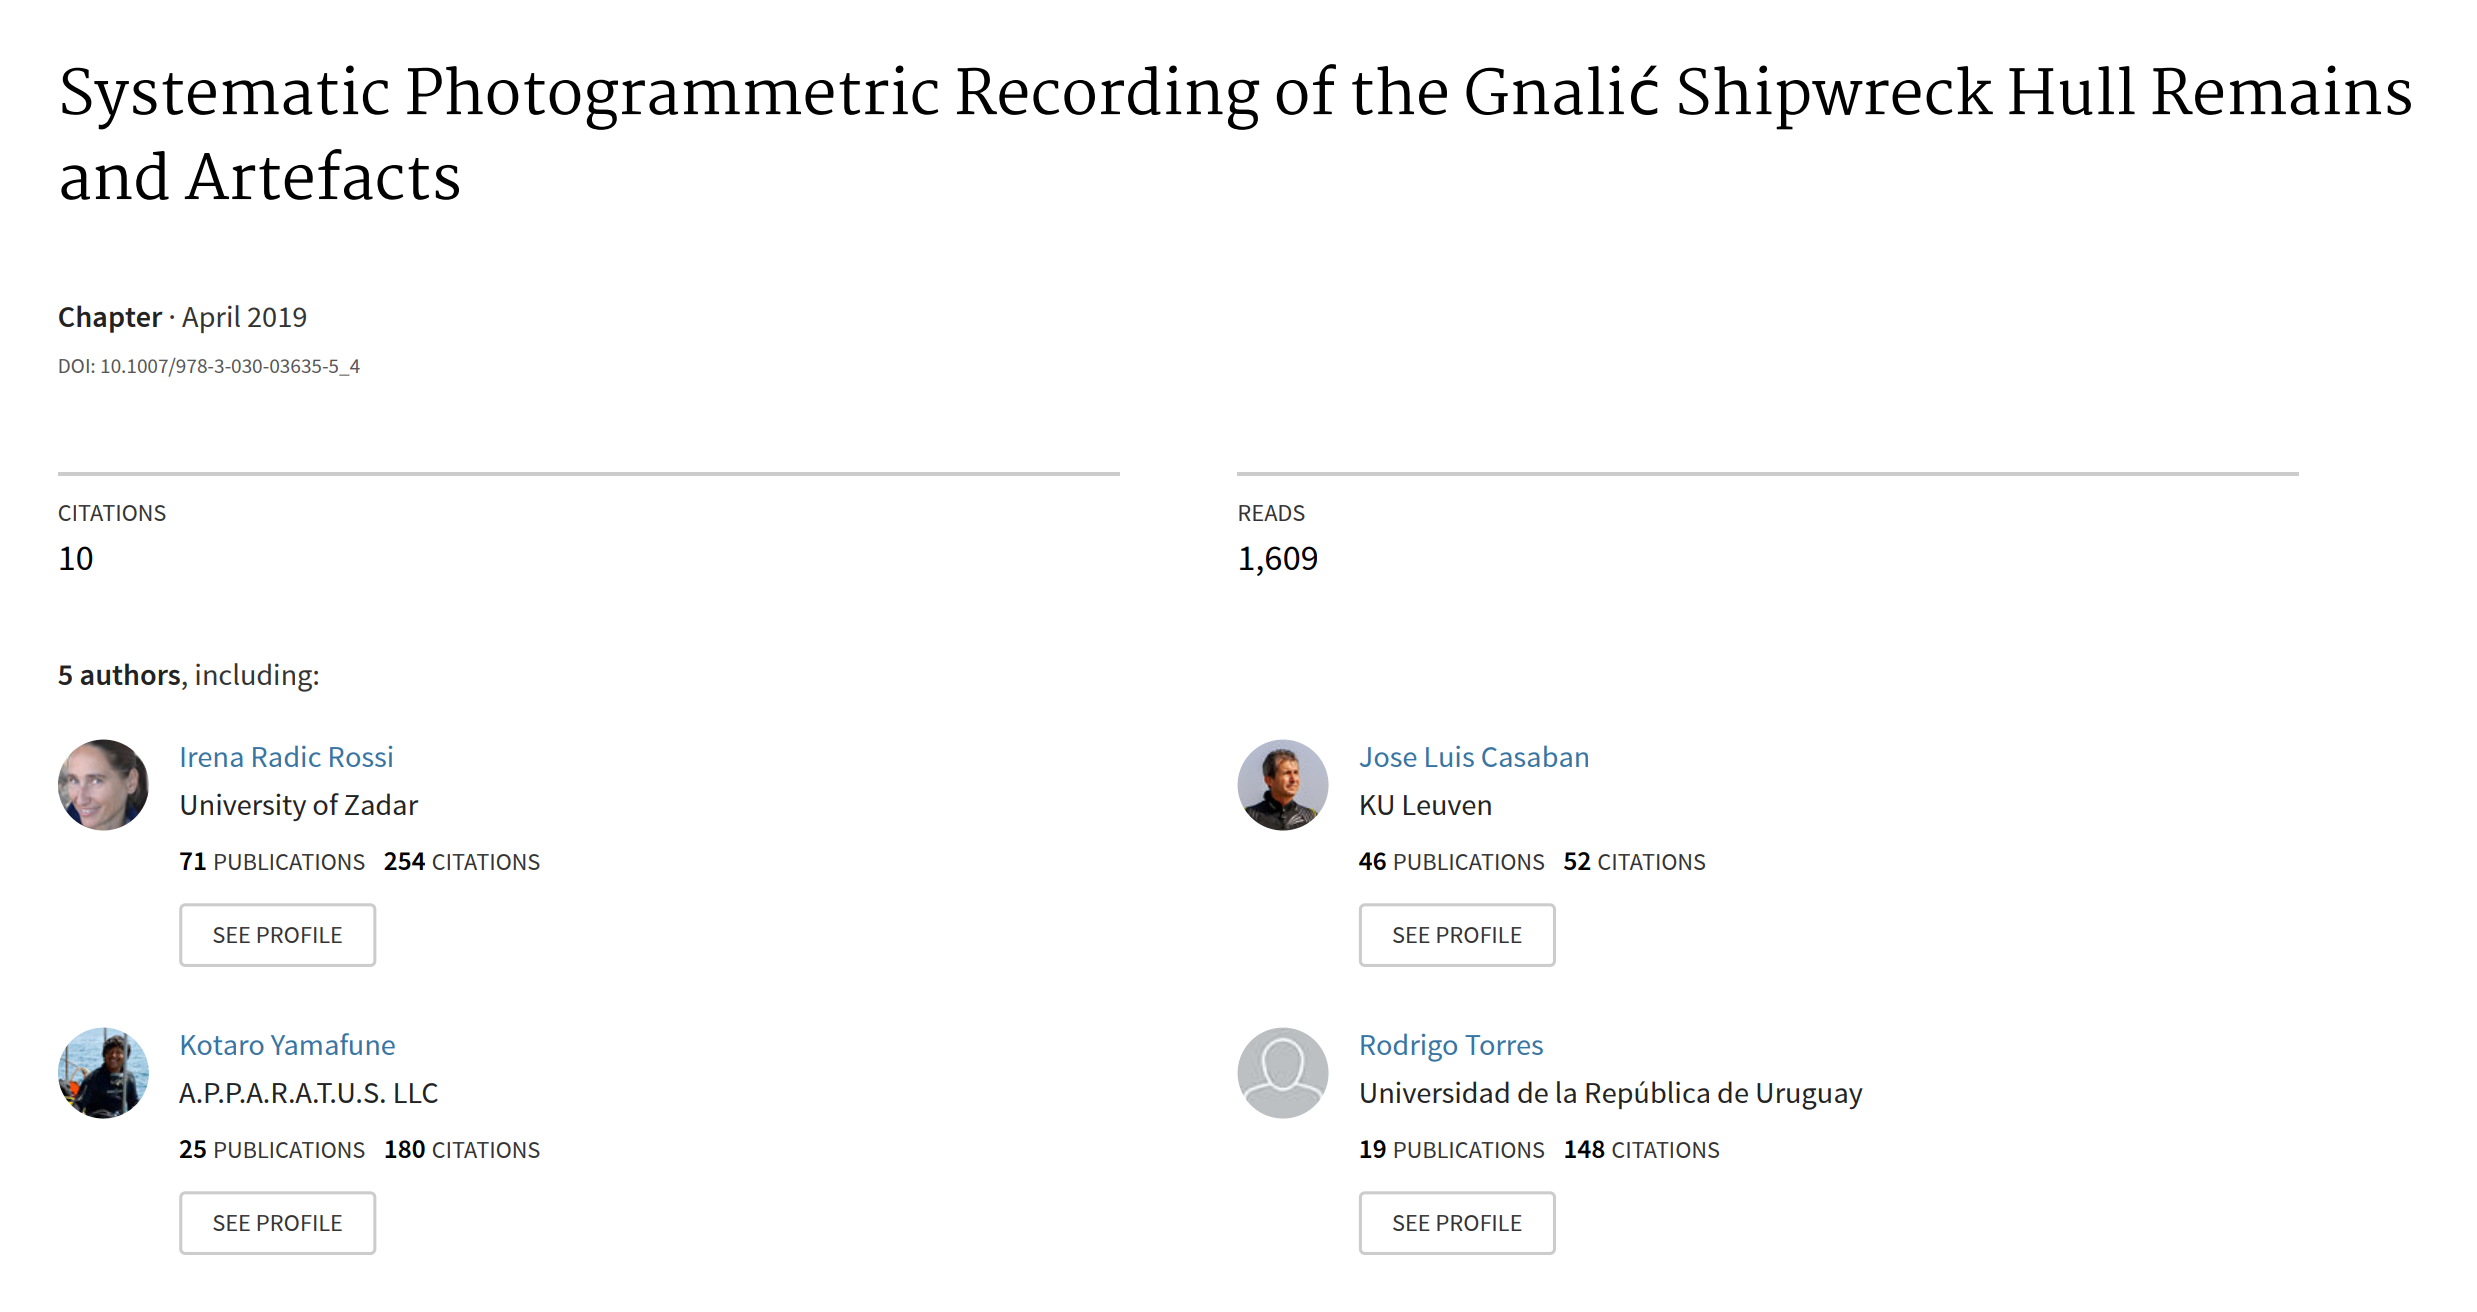 Systematic Photogrammetric Recording of the Gnalić Shipwreck Hull Remains
and Artefacts
Chapter · April 2019
DOI: 10.1007/978-3-030-03635-5_4
CITATIONS
10
READS
1,609
5 authors, including:
Irena Radic Rossi
University of Zadar
71 PUBLICATIONS 254 CITATIONS
SEE PROFILE
Jose Luis Casaban
KU Leuven
46 PUBLICATIONS 52 CITATIONS
SEE PROFILE
Kotaro Yamafune
A.P.P.A.R.A.T.U.S. LLC
25 PUBLICATIONS 180 CITATIONS
SEE PROFILE
Rodrigo Torres
Universidad de la República de Uruguay
19 PUBLICATIONS 148 CITATIONS
SEE PROFILE